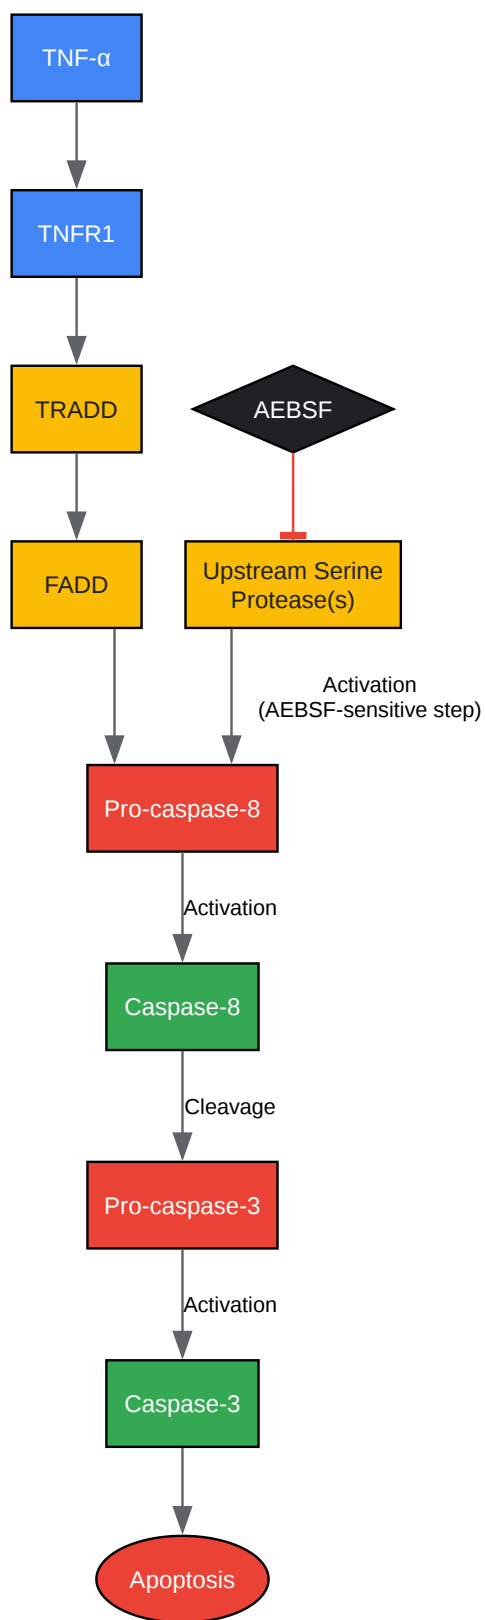 TNF-α
TNFR1
TRADD
AEBSF
FADD
Upstream Serine
Protease(s)
Activation
(AEBSF-sensitive step)
Pro-caspase-8
Activation
Caspase-8
Cleavage
Pro-caspase-3
Activation
Caspase-3
Apoptosis